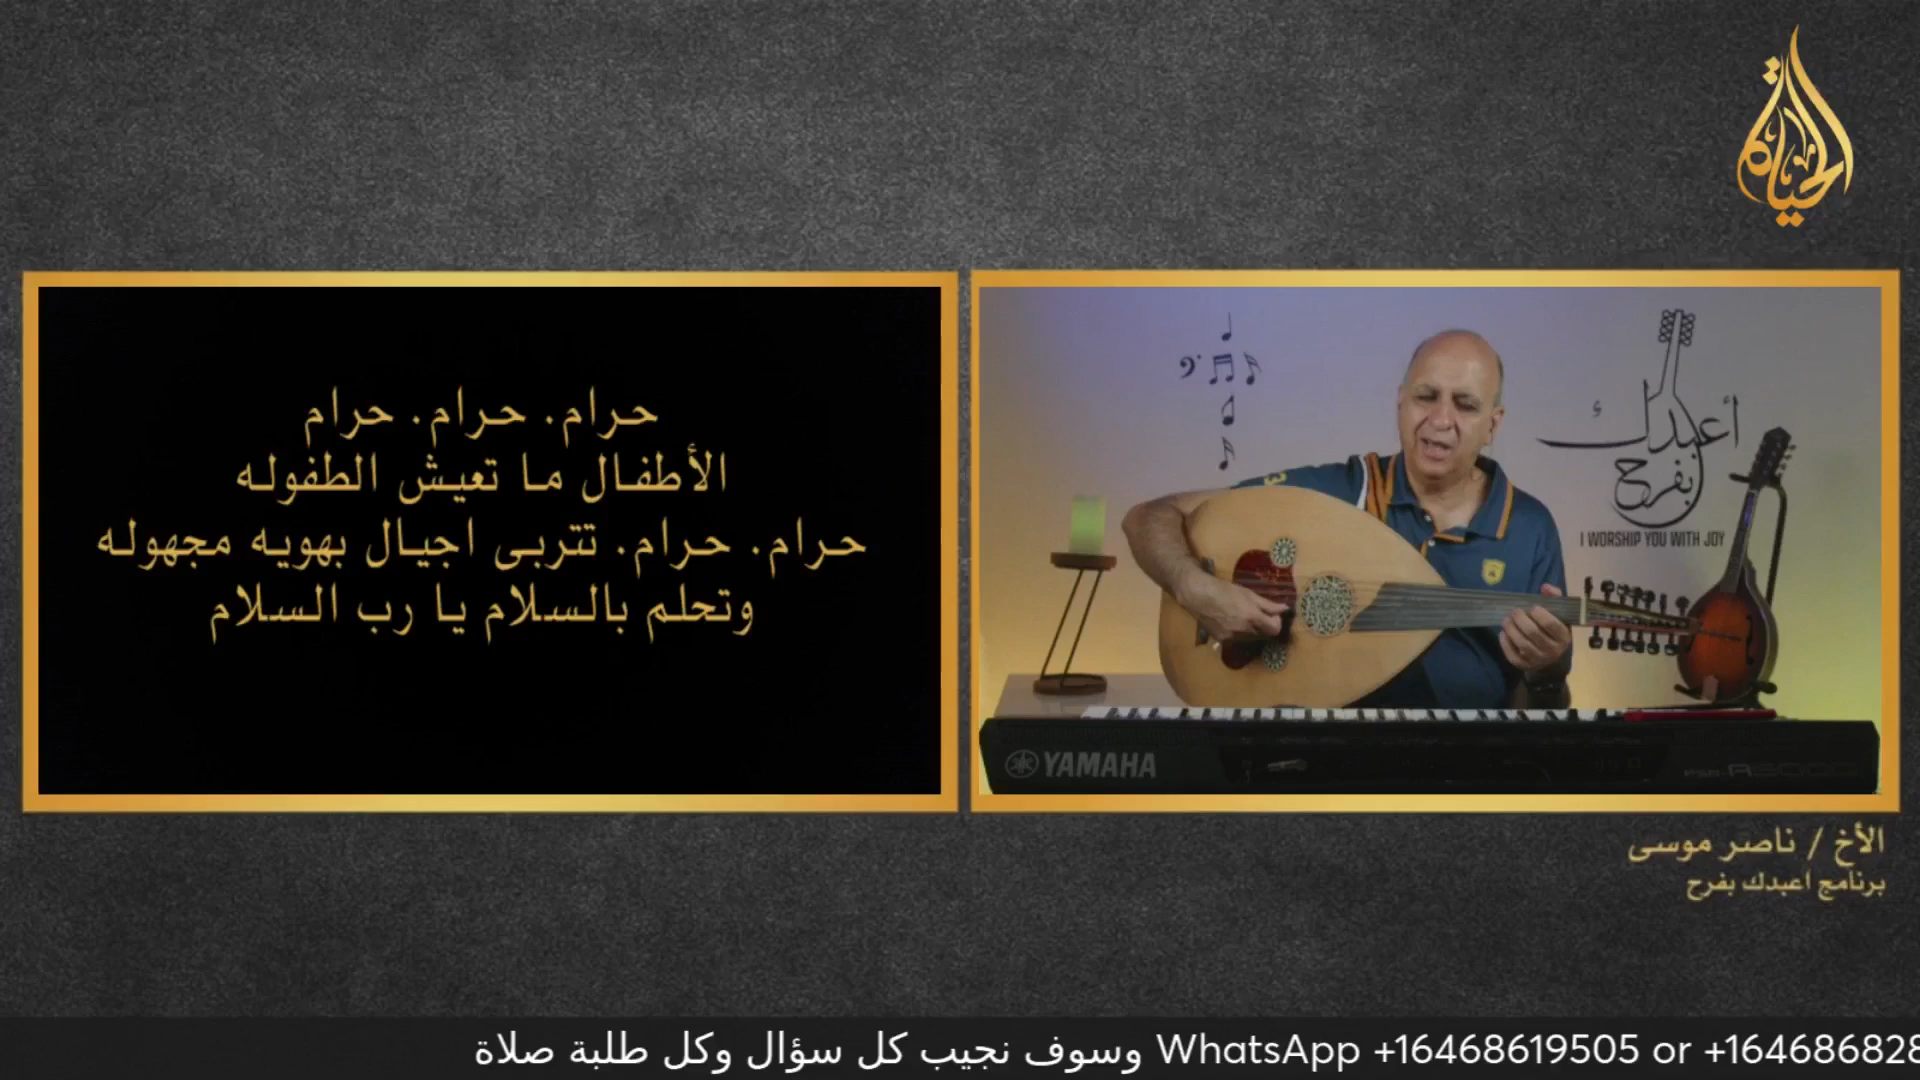 الحياة
حرام. حرام. حرام
الأطفال ما تعيش الطفوله
حرام. حرام. تتربى اجيال بهويه مجهوله
وتحلم بالسلام يا رب السلام
أعبدك
بفرح
I WORSHIP YOU WITH JOY
YAMAHA
الأخ / ناصر موسى
برنامج اعبدك بفرح
وسوف نجيب كل سؤال وكل طلبة صلاة WhatsApp +16468619505 or +164686828